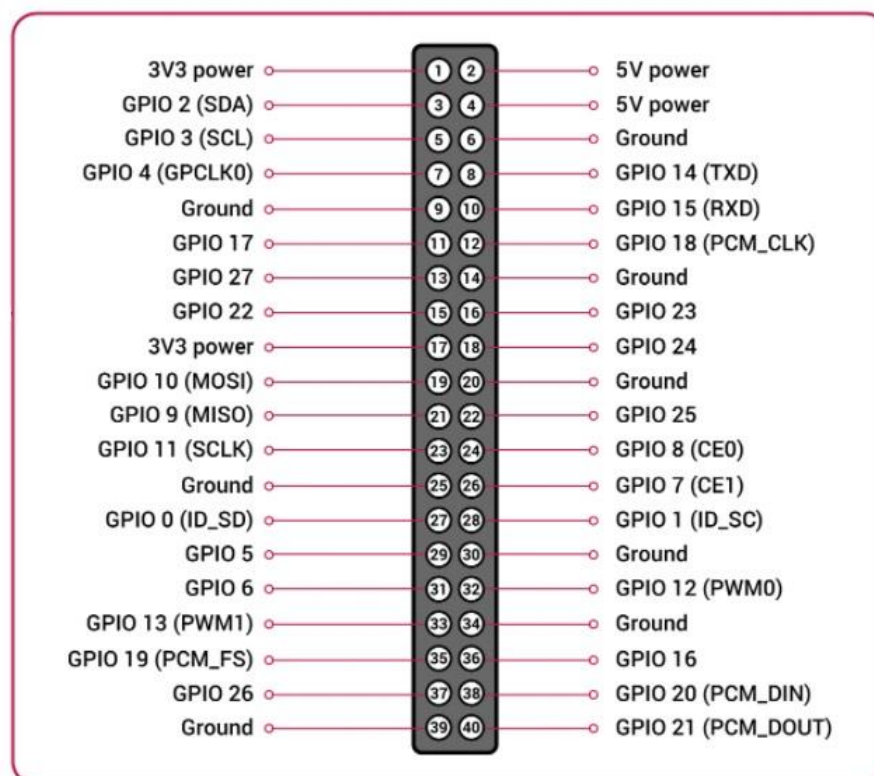 3V3 power 1 2 5V power
GPIO 2 (SDA) 3 4 5V power
GPIO 3 (SCL) 5 6 Ground
GPIO 4 (GPCLK0) 7 8 GPIO 14 (TXD)
Ground 9 10 GPIO 15 (RXD)
GPIO 17 11 12 GPIO 18 (PCM_CLK)
GPIO 27 13 14 Ground
GPIO 22 15 16 GPIO 23
3V3 power 17 18 GPIO 24
GPIO 10 (MOSI) 19 20 Ground
GPIO 9 (MISO) 21 22 GPIO 25
GPIO 11 (SCLK) 23 24 GPIO 8 (CE0)
Ground 25 26 GPIO 7 (CE1)
GPIO 0 (ID_SD) 27 28 GPIO 1 (ID_SC)
GPIO 5 29 30 Ground
GPIO 6 31 32 GPIO 12 (PWM0)
GPIO 13 (PWM1) 33 34 Ground
GPIO 19 (PCM_FS) 35 36 GPIO 16
GPIO 26 37 38 GPIO 20 (PCM_DIN)
Ground 39 40 GPIO 21 (PCM_DOUT)